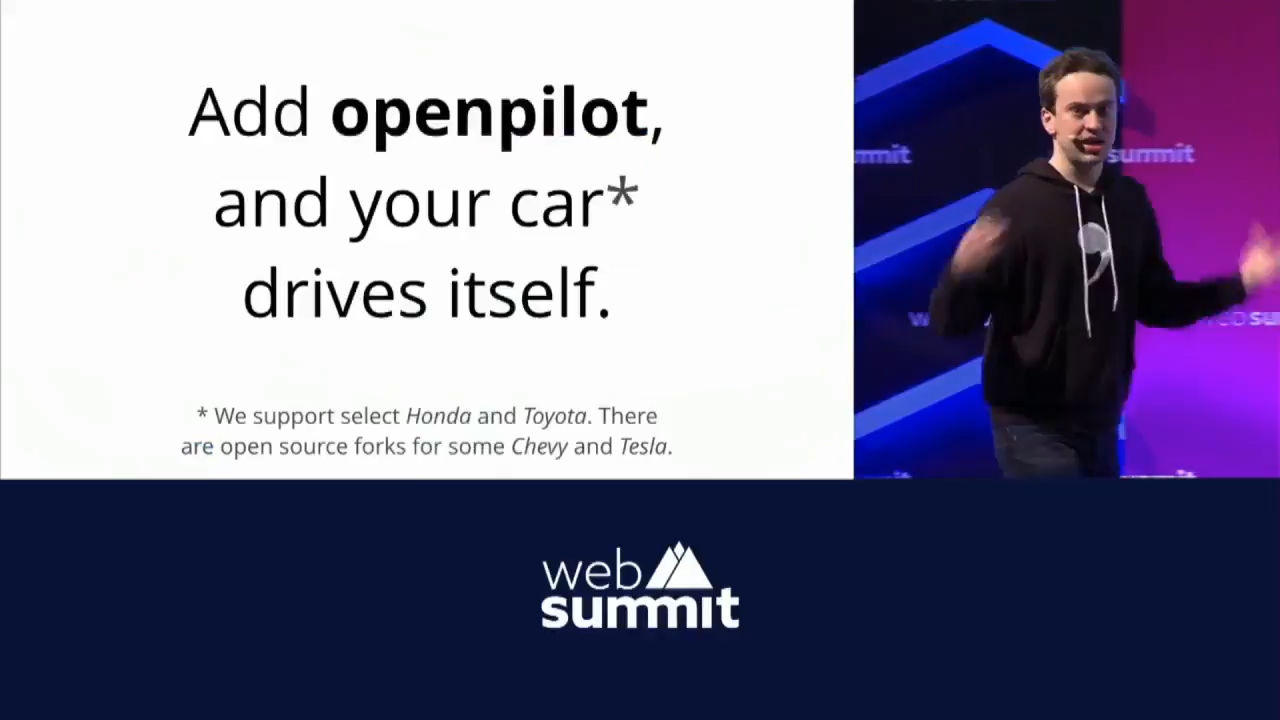 Add openpilot,
and your car*
drives itself.
* We support select Honda and Toyota. There
are open source forks for some Chevy and Tesla.
summit
web
summit